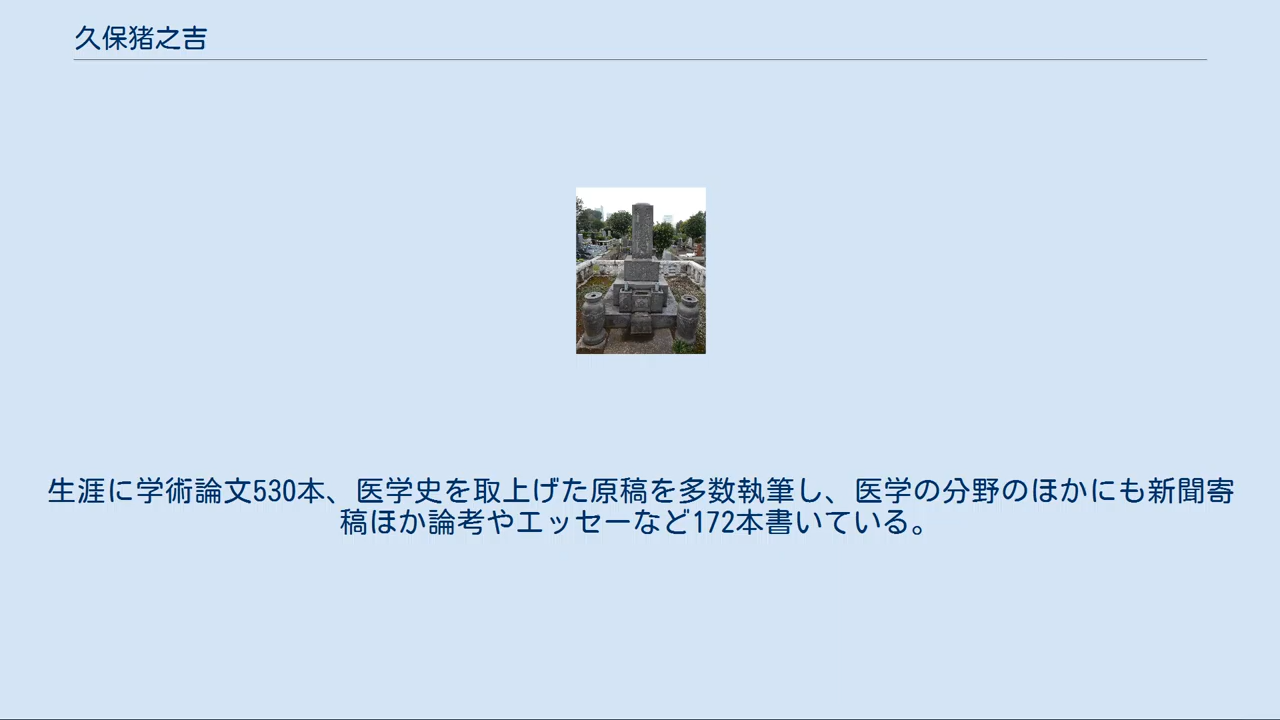 久保猪之吉
生涯に学術論文530本、医学史を取上げた原稿を多数執筆し、医学の分野のほかにも新聞寄
稿ほか論考やエッセーなど172本書いている。